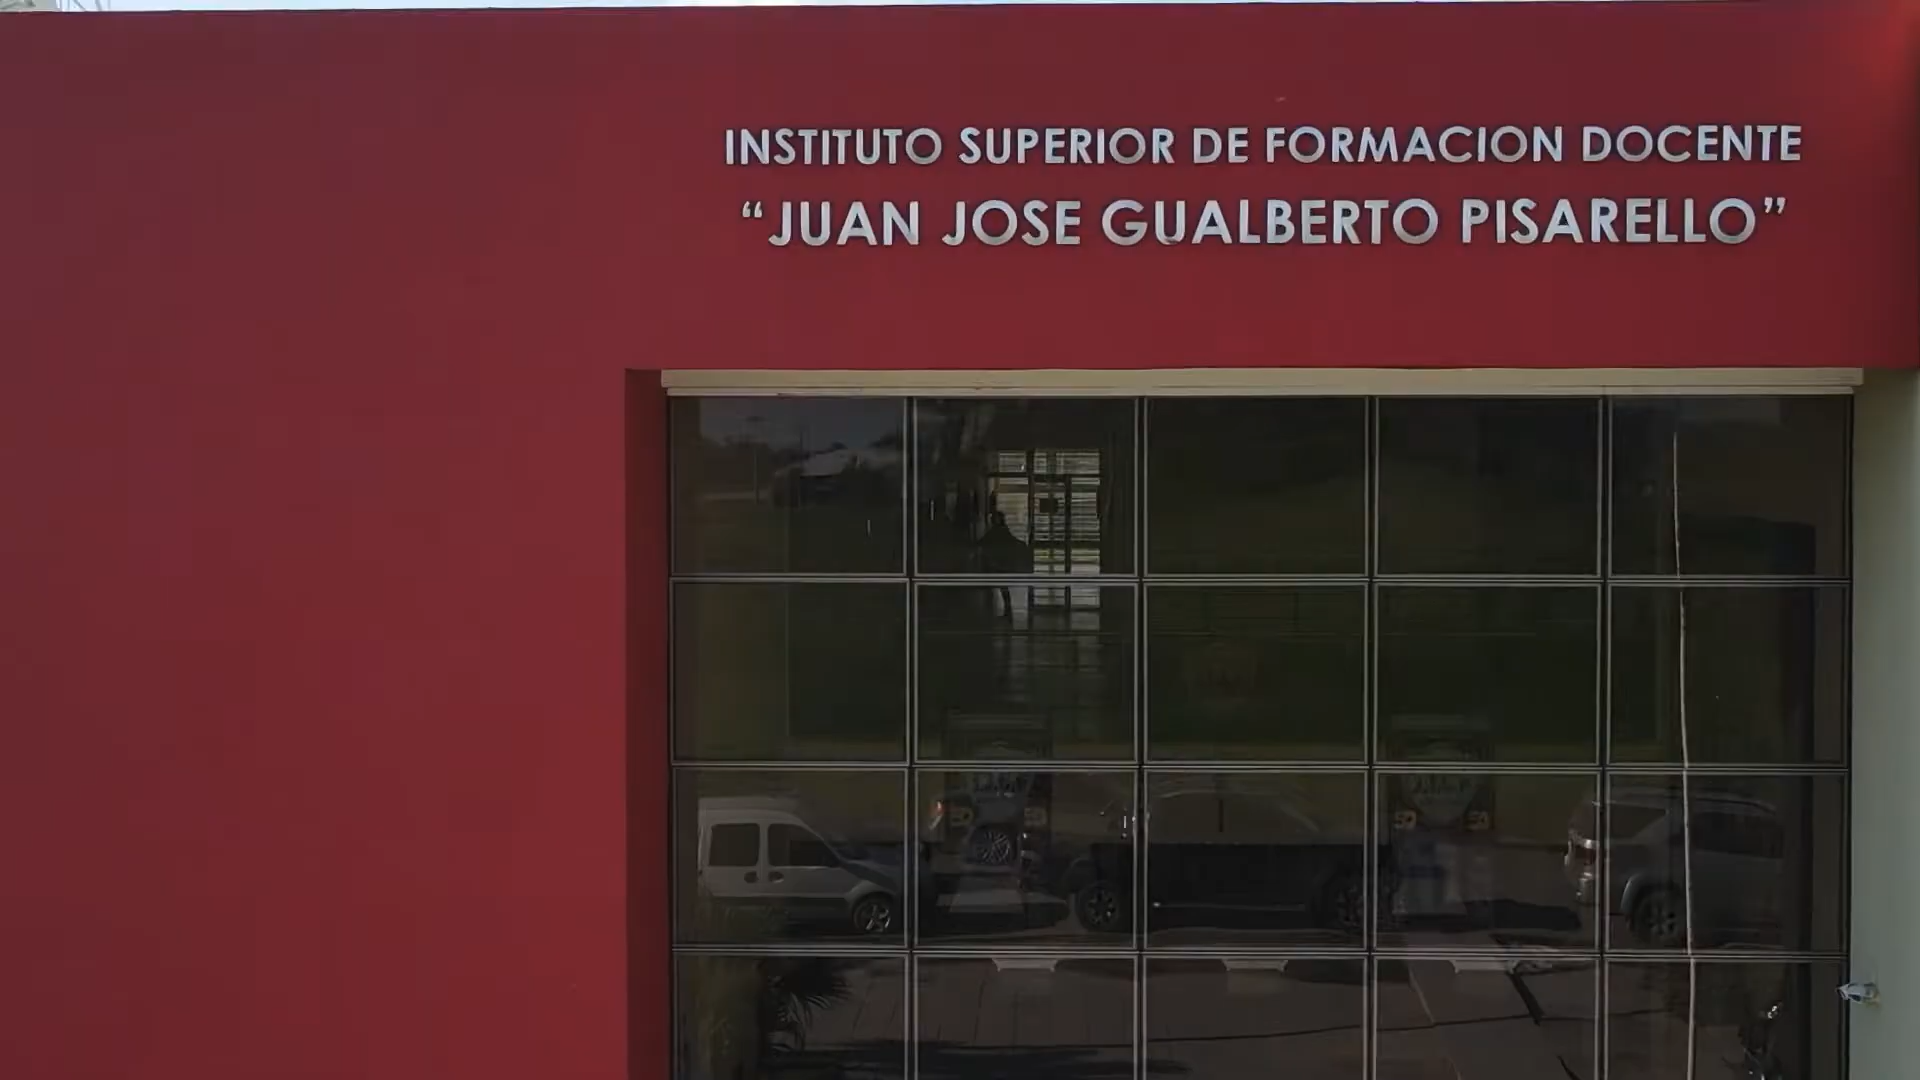 INSTITUTO SUPERIOR DE FORMACION DOCENTE
“JUAN JOSE GUALBERTO PISARELLO”